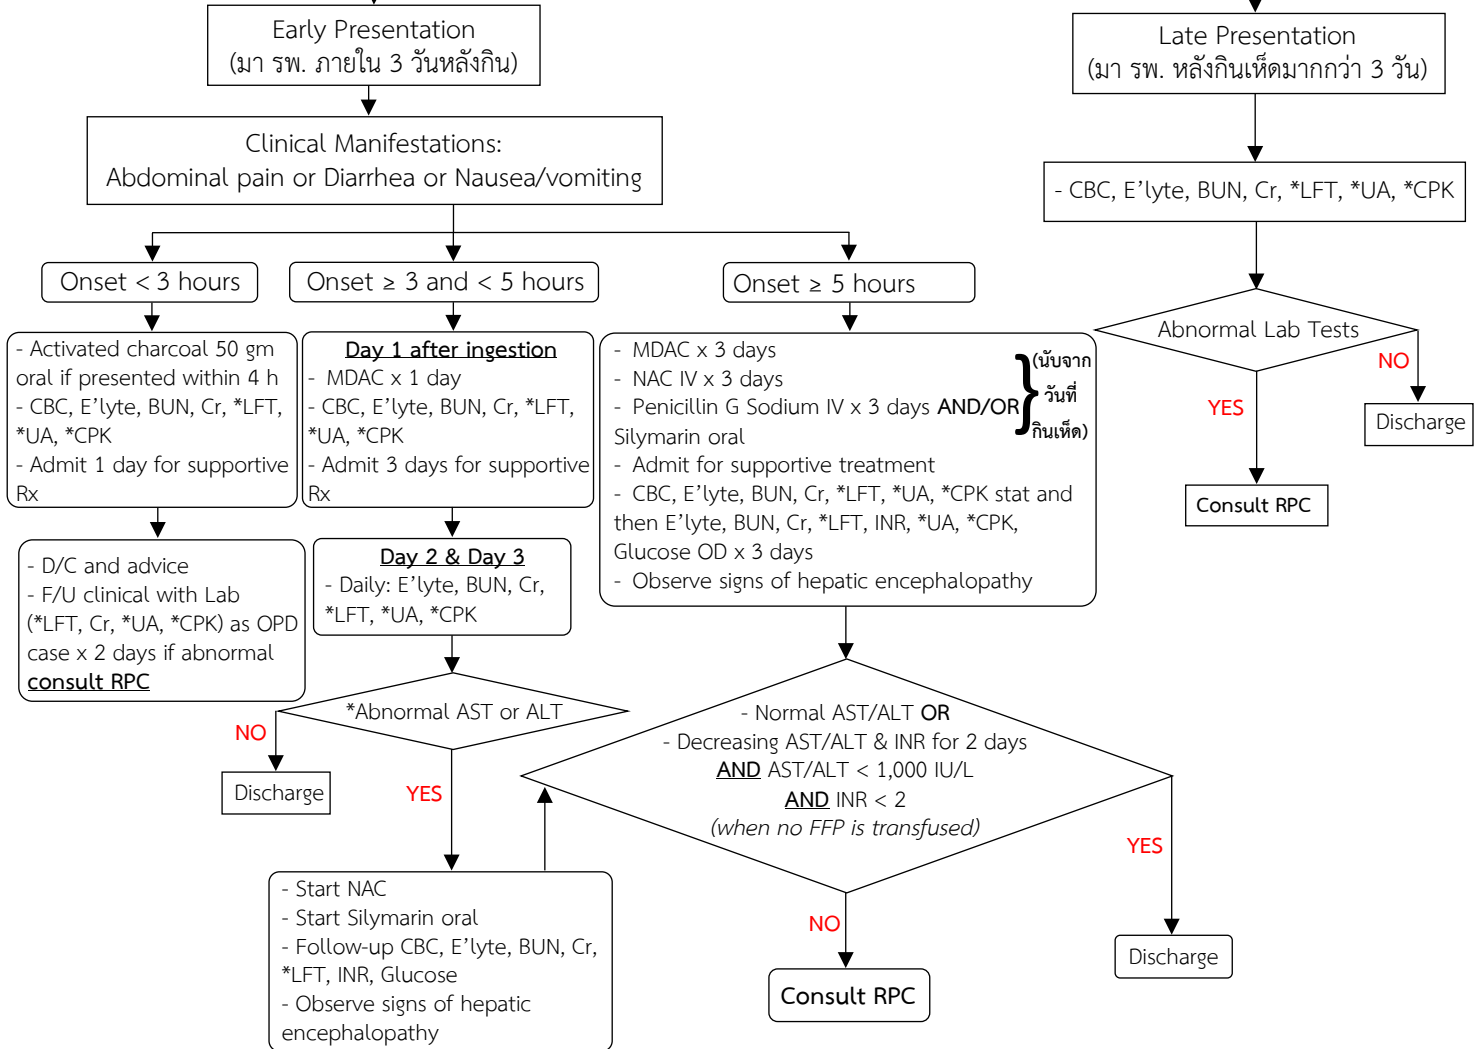 Early Presentation
(มา รพ. ภายใน 3 วันหลังกิน)
Clinical Manifestations:
Abdominal pain or Diarrhea or Nausea/vomiting
Onset < 3 hours
- Activated charcoal 50 gm
oral if presented within 4 h
- CBC, E'lyte, BUN, Cr, *LFT,
*UA, *CPK
- Admit 1 day for supportive
Rx
- D/C and advice
- F/U clinical with Lab
(*LFT, Cr, *UA, *CPK) as OPD
case x 2 days if abnormal
consult RPC
Onset ≥ 3 and < 5 hours
Day 1 after ingestion
- MDAC x 1 day
- CBC, E'lyte, BUN, Cr, *LFT,
*UA, *CPK
- Admit 3 days for supportive
Rx
Day 2 & Day 3
- Daily: E'lyte, BUN, Cr,
*LFT, *UA, *CPK
*Abnormal AST or ALT
NO
Discharge
YES
- Start NAC
- Start Silymarin oral
- Follow-up CBC, E'lyte, BUN, Cr,
*LFT, INR, Glucose
- Observe signs of hepatic
encephalopathy
Onset ≥ 5 hours
- MDAC x 3 days
- NAC IV x 3 days
- Penicillin G Sodium IV x 3 days AND/OR
Silymarin oral
(นับจาก
วันที่
กินเห็ด)
- Admit for supportive treatment
- CBC, E'lyte, BUN, Cr, *LFT, *UA, *CPK stat and
then E'lyte, BUN, Cr, *LFT, INR, *UA, *CPK,
Glucose OD x 3 days
- Observe signs of hepatic encephalopathy
- Normal AST/ALT OR
- Decreasing AST/ALT & INR for 2 days
AND AST/ALT < 1,000 IU/L
AND INR < 2
(when no FFP is transfused)
NO
Consult RPC
YES
Discharge
Late Presentation
(มา รพ. หลังกินเห็ดมากกว่า 3 วัน)
- CBC, E'lyte, BUN, Cr, *LFT, *UA, *CPK
Abnormal Lab Tests
NO
Discharge
YES
Consult RPC